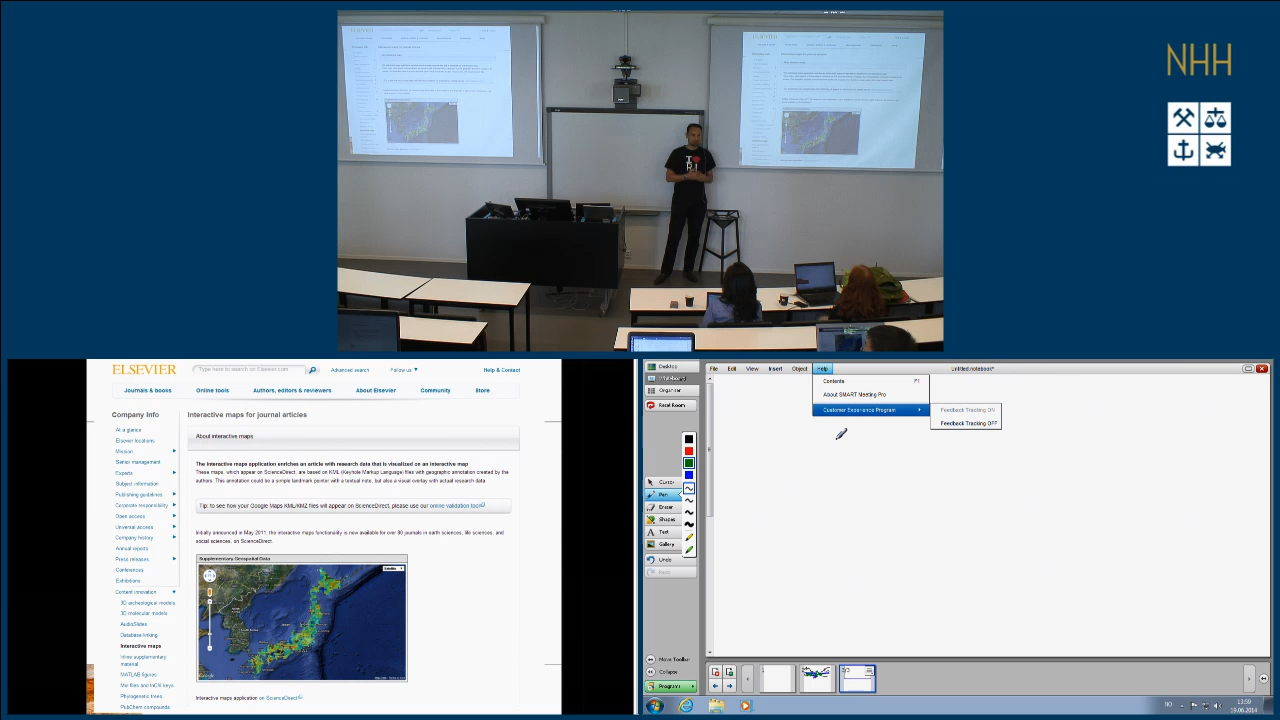 NHH
ELSEVIER
Type here to search on Elsevier.com
Advanced search
Follow us
Help & Contact
Journals & books
Online tools
Authors, editors & reviewers
About Elsevier
Community
Store
Company Info
At a glance
Elsevier locations
Mission
Senior management
Experts
Subject information
Publishing guidelines
Corporate responsibility
Open access
Universal access
Company history
Annual reports
Press releases
Conferences
Exhibitions
Content innovation
3D archeological models
3D molecular models
AudioSlides
Database linking
Interactive maps
Inline supplementary
material
MATLAB figures
Mol files and InChI keys
Phylogenetic trees
PubChem compounds
Interactive maps for journal articles
About interactive maps
The interactive maps application enriches an article with research data that is visualized on an interactive map
These maps, which appear on ScienceDirect, are based on KML (Keyhole Markup Language) files with geographic annotation created by the
authors. This annotation could be a simple landmark pointer with a textual note, but also a visual overlay with actual research data
Tip: to see how your Google Maps KML/KMZ files will appear on ScienceDirect, please use our online validation tool
Initially announced in May 2011, the interactive maps functionality is now available for over 90 journals in earth sciences, life sciences, and
social sciences, on ScienceDirect.
Supplementary Geospatial Data
Satellite
Google
Interactive maps application on ScienceDirect
Desktop
Whiteboard
Organiser
Reset Room
Cursor
Pen
Eraser
Shapes
Text
Gallery
Undo
Move Toolbar
Collapse
Programs
File Edit View Insert Object Help
Untitled.notebook*
Contents F1
About SMART Meeting Pro
Customer Experience Program
Feedback Tracking ON
Feedback Tracking OFF
NO
13:59
19.06.2014